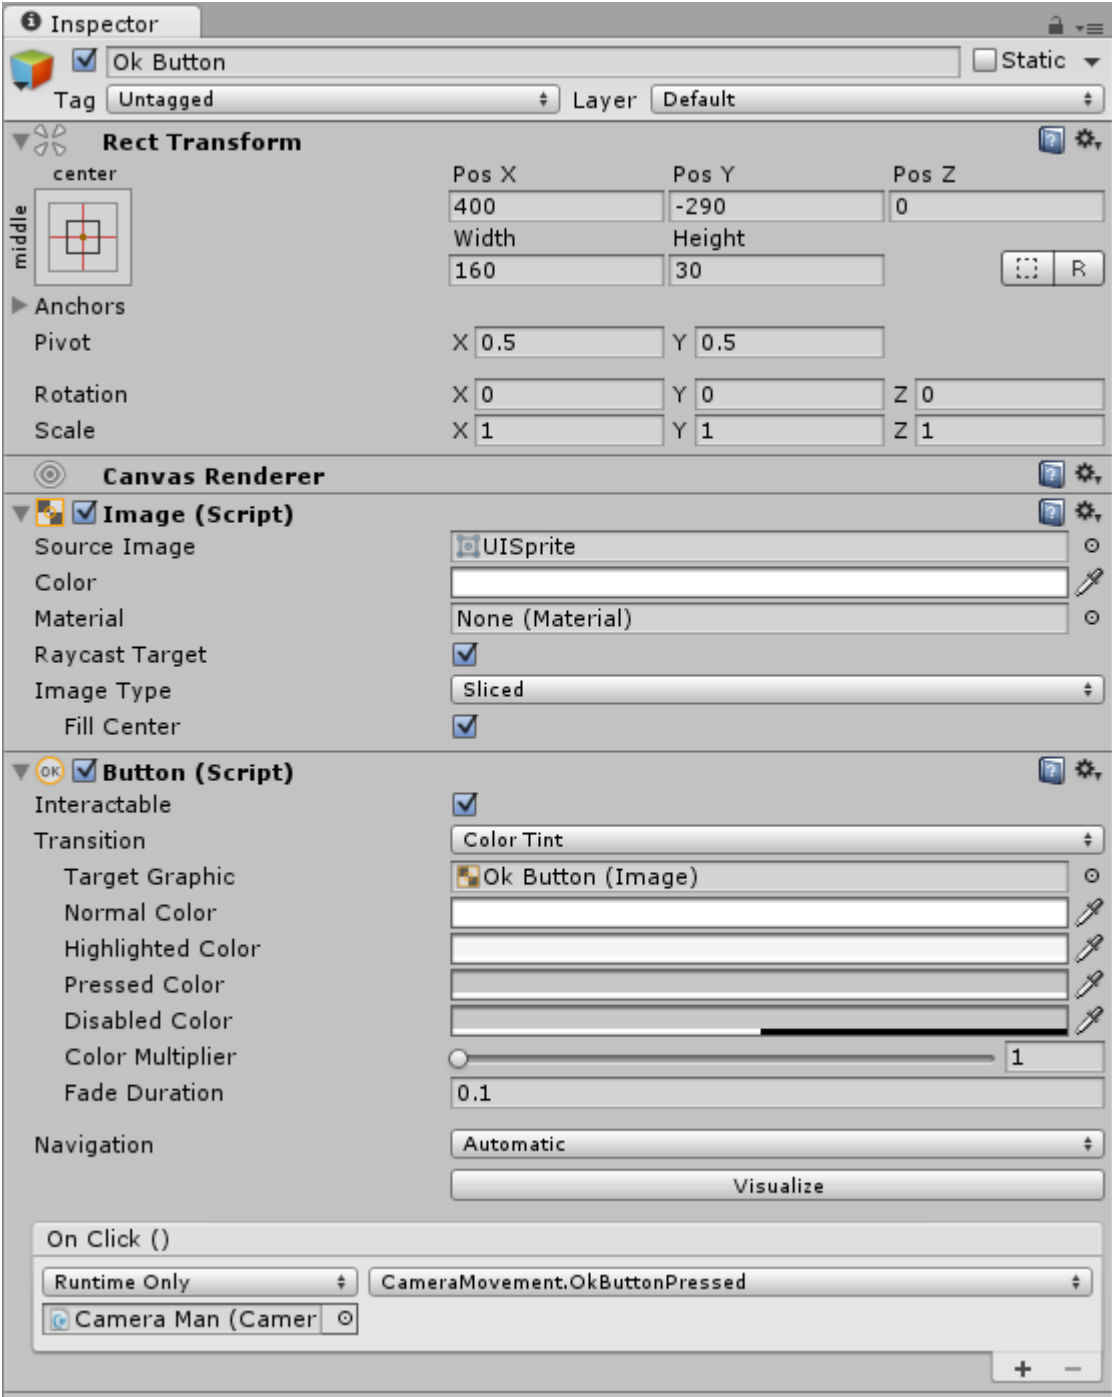 Inspector
Ok Button
Static
Tag Untagged Layer Default
Rect Transform
center
middle
Pos X Pos Y Pos Z
400 -290 0
Width Height
160 30
R
Anchors
Pivot X 0.5 Y 0.5
Rotation X 0 Y 0 Z 0
Scale X 1 Y 1 Z 1
Canvas Renderer
Image (Script)
Source Image UISprite
Color
Material None (Material)
Raycast Target
Image Type Sliced
Fill Center
OK Button (Script)
Interactable
Transition Color Tint
Target Graphic Ok Button (Image)
Normal Color
Highlighted Color
Pressed Color
Disabled Color
Color Multiplier 1
Fade Duration 0.1
Navigation Automatic
Visualize
On Click ()
Runtime Only CameraMovement.OkButtonPressed
Camera Man (Camer
+ −